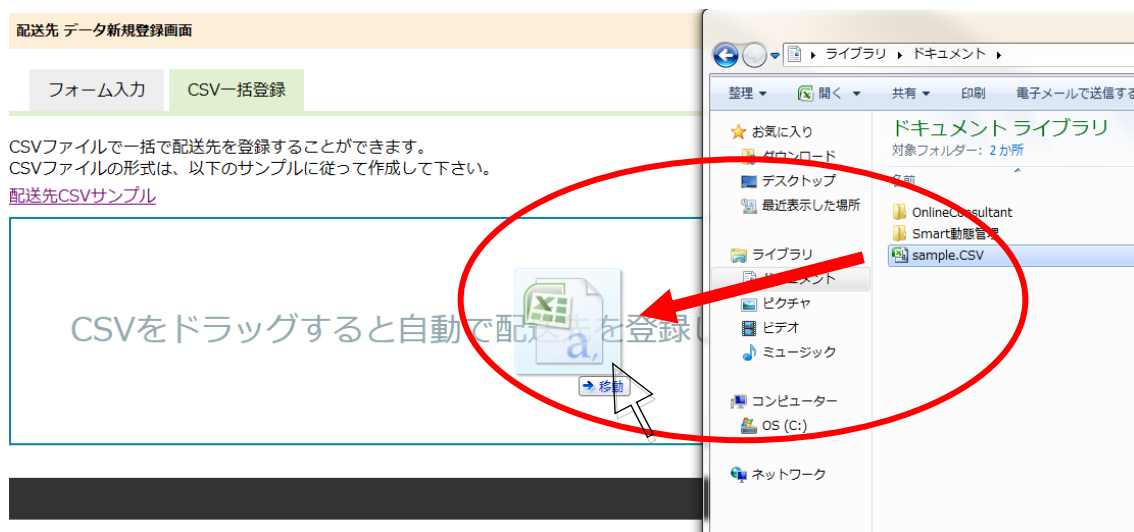 配送先 データ新規登録画面
フォーム入力
CSV一括登録
CSVファイルで一括で配送先を登録することができます。
CSVファイルの形式は、以下のサンプルに従って作成して下さい。
配送先CSVサンプル
CSVをドラッグすると自動で配送先を登録し
a,
移動
ライブラリ
ドキュメント
整理
開く
共有
印刷
電子メールで送信する
お気に入り
ダウンロード
デスクトップ
最近表示した場所
ライブラリ
ドキュメント
ピクチャ
ビデオ
ミュージック
コンピューター
OS (C:)
ネットワーク
ドキュメント ライブラリ
対象フォルダー: 2 か所
名前
OnlineConsultant
Smart動態管理
sample.CSV